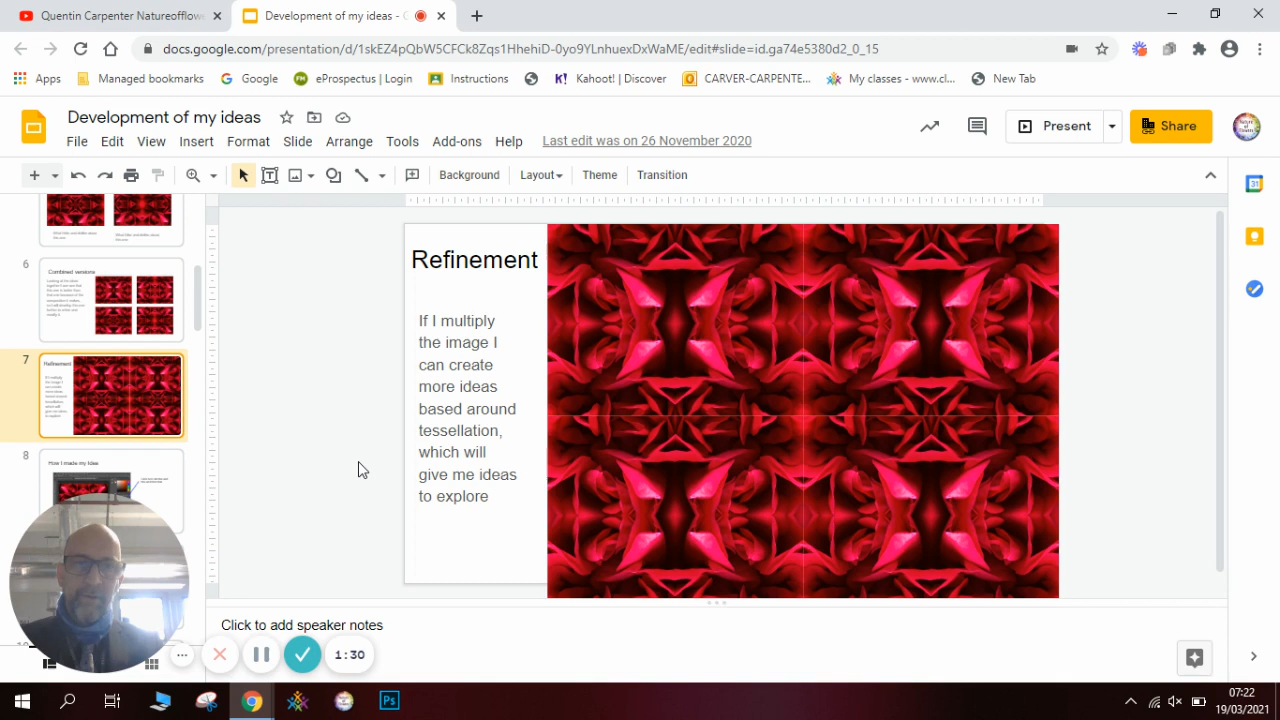 Quentin Carpenter Natureofflowe
Development of my ideas - G
docs.google.com/presentation/d/1skEZ4pQbW5CFCk8Zqs1HhehiD-0yo9YLnhuexDxWaME/edit#slide=id.ga74e5380d2_0_15
Apps
Managed bookmarks
Google
eProspectus | Login
Instructions
Kahoot! | Discover
CARVER-CARPENTE...
My classes - www.cl...
New Tab
Development of my ideas
Present
Share
File Edit View Insert Format Slide Arrange Tools Add-ons Help Last edit was on 26 November 2020
Background Layout Theme Transition
6
Combined versions
7
Refinement
8
How I made my Idea
Refinement
If I multiply
the image I
can create
more ideas
based around
tessellation,
which will
give me ideas
to explore
Click to add speaker notes
1:30
Ps
31
07:22
19/03/2021